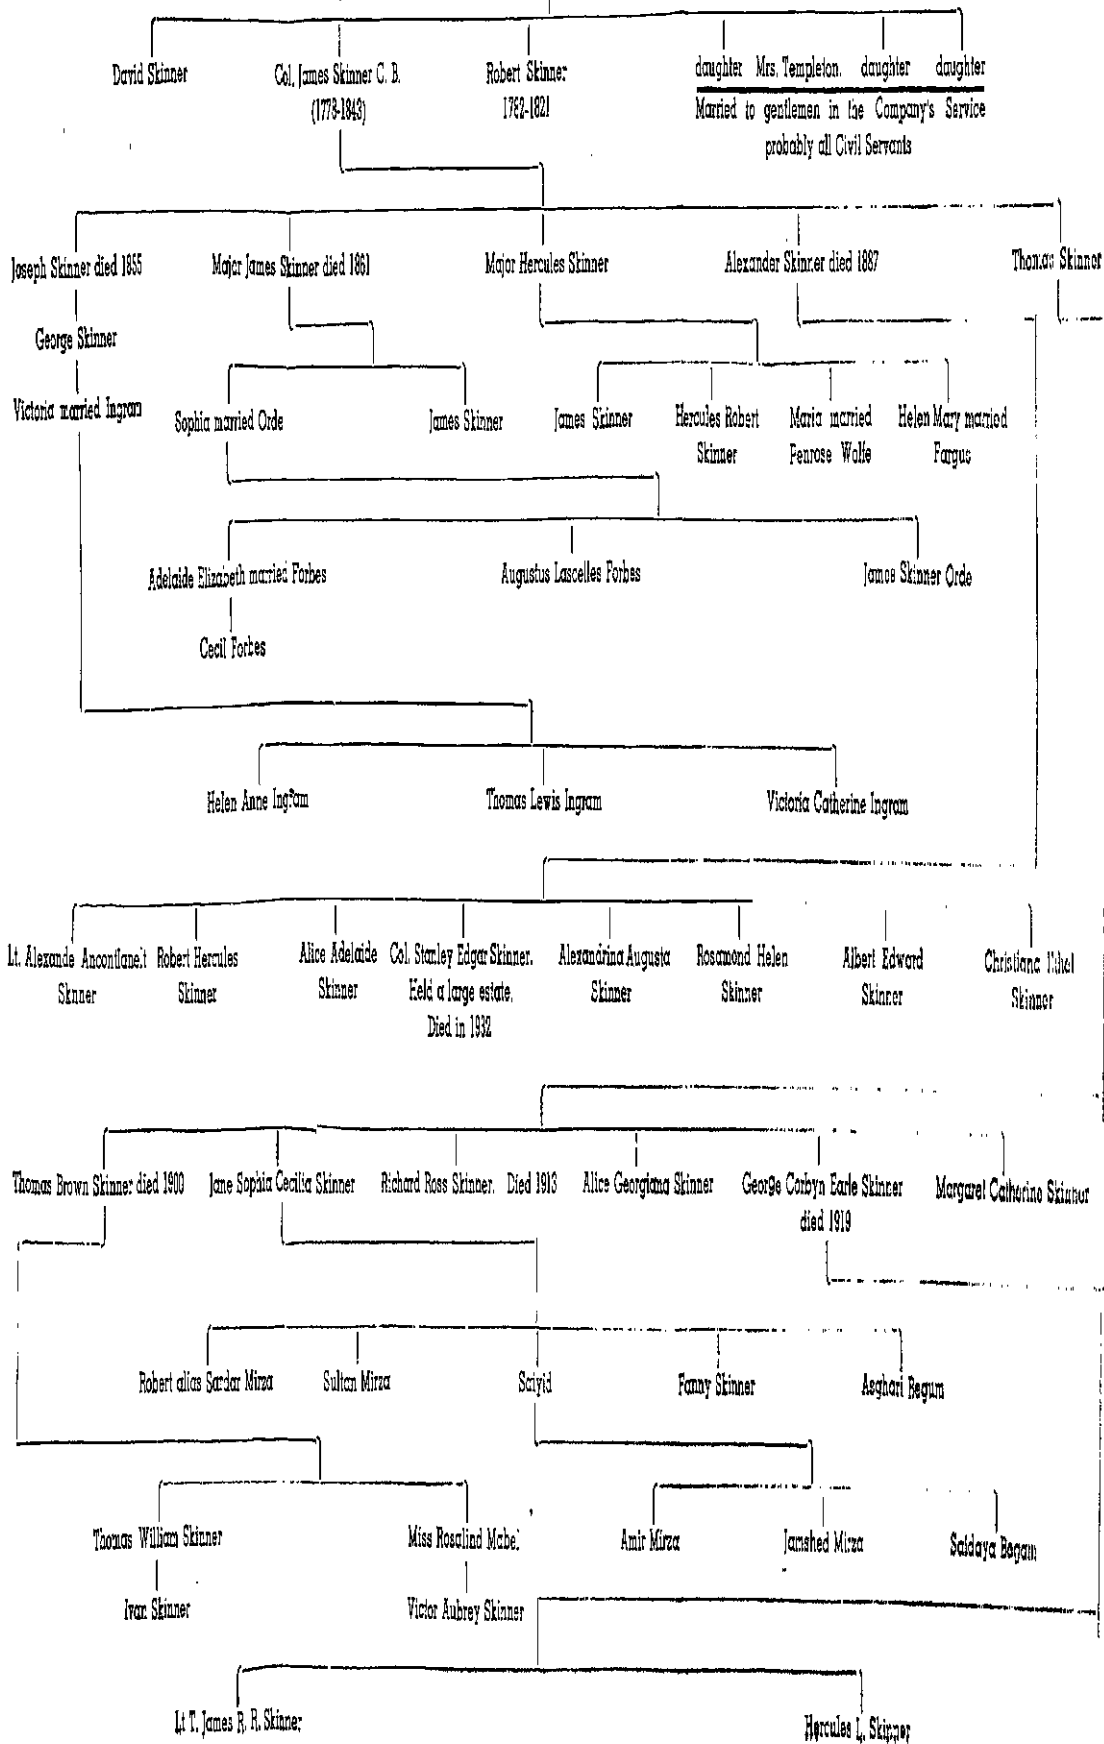 David Skinner
Col. James Skinner C. B.
(1778-1843)
Robert Skinner
1782-1821
daughter Mrs. Templeton. daughter daughter
Married to gentlemen in the Company's Service
probably all Civil Servants
Joseph Skinner died 1855
Major James Skinner died 1861
Major Hercules Skinner
Alexander Skinner died 1887
Thomas Skinner
George Skinner
Victoria married Ingram
Sophia married Orde
James Skinner
James Skinner
Hercules Robert
Skinner
Maria married
Penrose Wolfe
Helen Mary married
Fargus
Adelaide Elizabeth married Forbes
Augustus Lascelles Forbes
James Skinner Orde
Cecil Forbes
Helen Anne Ingram
Thomas Lewis Ingram
Victoria Catherine Ingram
Lt. Alexande
Sknner
Robert Hercules
Skinner
Alice Adelaide
Skinner
Col. Stanley Edgar Skinner.
Held a large estate.
Died in 1932
Alexandrina Augusta
Skinner
Rosamond Helen
Skinner
Albert Edward
Skinner
Christiana
Skinner
Thomas Brown Skinner died 1900
Jane Sophia Cecilia Skinner
Richard Ross Skinner. Died 1913
Alice Georgiana Skinner
George Corbyn Earle Skinner
died 1919
Margaret Catherine Skinner
Robert alias Sardar Mirza
Sultan Mirza
Saiyid
Fanny Skinner
Asghari Begum
Thomas William Skinner
Miss Rosalind Mabel
Amir Mirza
Jamshed Mirza
Saidaya Begam
Ivan Skinner
Victor Aubrey Skinner
Lt T. James R. R. Skinner
Hercules L. Skinner